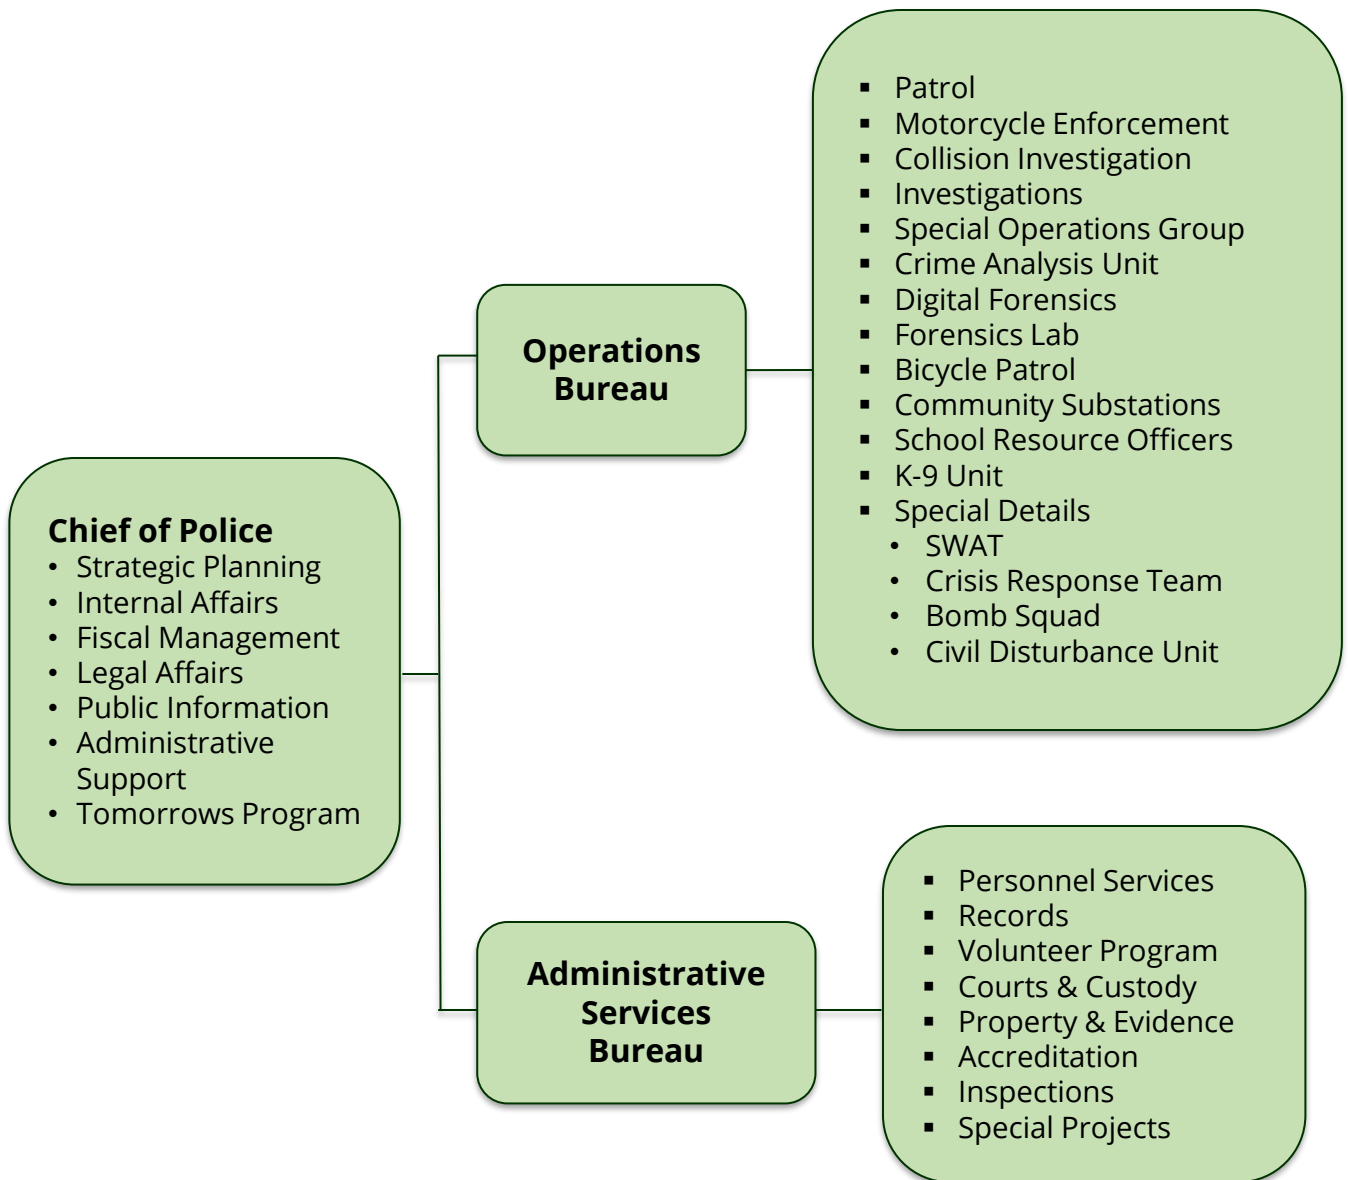 Chief of Police
• Strategic Planning
• Internal Affairs
• Fiscal Management
• Legal Affairs
• Public Information
• Administrative
Support
• Tomorrows Program
Operations
Bureau
▪ Patrol
▪ Motorcycle Enforcement
▪ Collision Investigation
▪ Investigations
▪ Special Operations Group
▪ Crime Analysis Unit
▪ Digital Forensics
▪ Forensics Lab
▪ Bicycle Patrol
▪ Community Substations
▪ School Resource Officers
▪ K-9 Unit
▪ Special Details
• SWAT
• Crisis Response Team
• Bomb Squad
• Civil Disturbance Unit
Administrative
Services
Bureau
▪ Personnel Services
▪ Records
▪ Volunteer Program
▪ Courts & Custody
▪ Property & Evidence
▪ Accreditation
▪ Inspections
▪ Special Projects